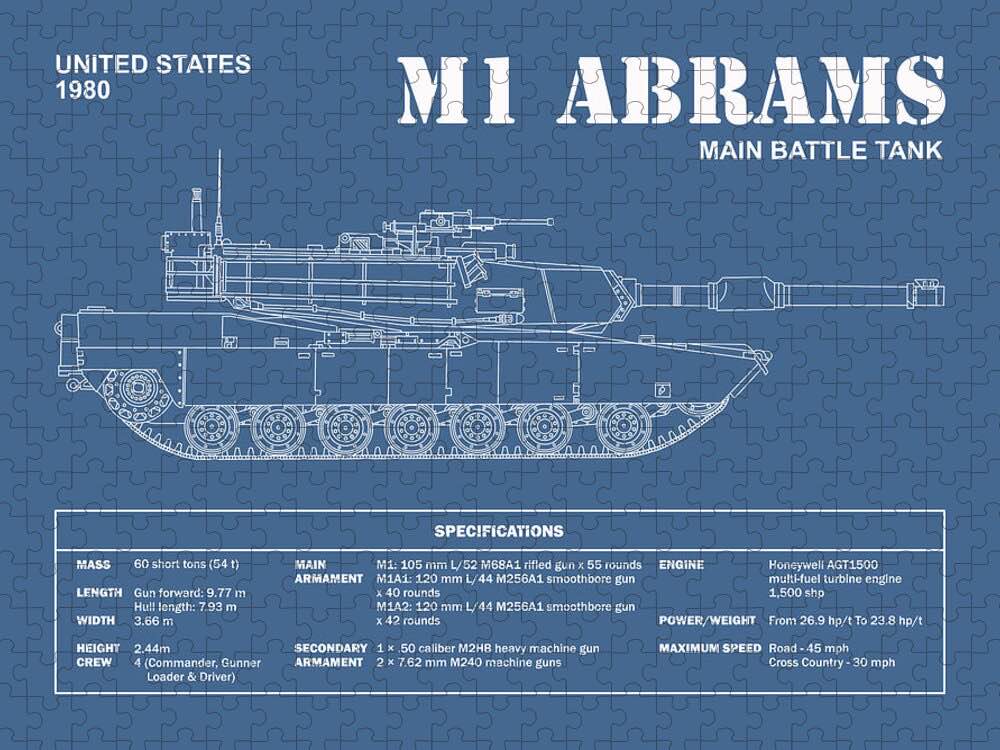 UNITED STATES
1980
M1 ABRAMS
MAIN BATTLE TANK
SPECIFICATIONS
MASS 60 short tons (54 t)
LENGTH Gun forward: 9.77 m
Hull length: 7.93 m
WIDTH 3.66 m
HEIGHT 2.44m
CREW 4 (Commander, Gunner
Loader & Driver)
MAIN M1: 105 mm L/52 M68A1 rifled gun x 55 rounds
ARMAMENT M1A1: 120 mm L/44 M256A1 smoothbore gun
x 40 rounds
M1A2: 120 mm L/44 M256A1 smoothbore gun
x 42 rounds
SECONDARY 1 × .50 caliber M2HB heavy machine gun
ARMAMENT 2 × 7.62 mm M240 machine guns
ENGINE Honeywell AGT1500
multi-fuel turbine engine
1,500 shp
POWER/WEIGHT From 26.9 hp/t To 23.8 hp/t
MAXIMUM SPEED Road - 45 mph
Cross Country - 30 mph